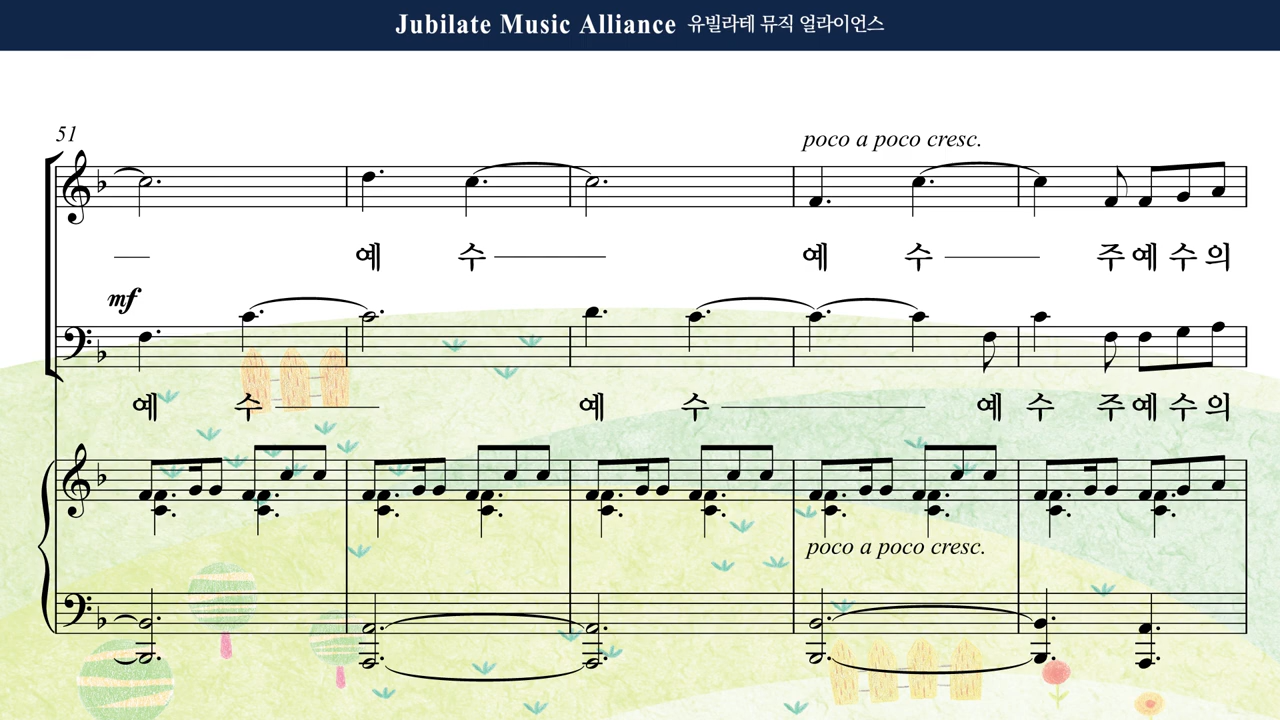 Jubilate Music Alliance 유빌라테 뮤직 얼라이언스
51
poco a poco cresc.
예 수 예 수 주 예 수 의
mf
예 수 예 수 예 수 주 예 수 의
poco a poco cresc.